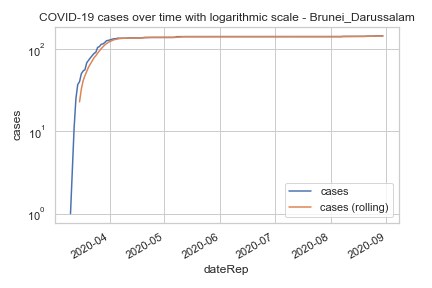 COVID-19 cases over time with logarithmic scale - Brunei_Darussalam
10²
10¹
10⁰
cases
cases
cases (rolling)
2020-04
2020-05
2020-06
2020-07
2020-08
2020-09
dateRep